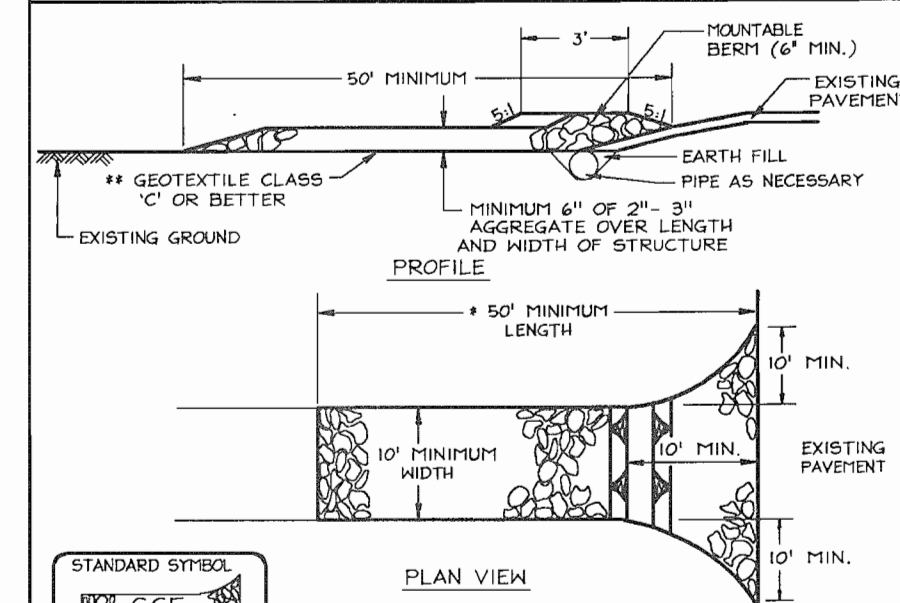 3'
MOUNTABLE
BERM (6" MIN.)
50' MINIMUM
5:1
5:1
EXISTING
PAVEMENT
** GEOTEXTILE CLASS
'C' OR BETTER
EARTH FILL
PIPE AS NECESSARY
EXISTING GROUND
MINIMUM 6" OF 2"- 3"
AGGREGATE OVER LENGTH
AND WIDTH OF STRUCTURE
PROFILE
* 50' MINIMUM
LENGTH
10' MIN.
10' MINIMUM
WIDTH
10' MIN.
EXISTING
PAVEMENT
10' MIN.
PLAN VIEW
STANDARD SYMBOL